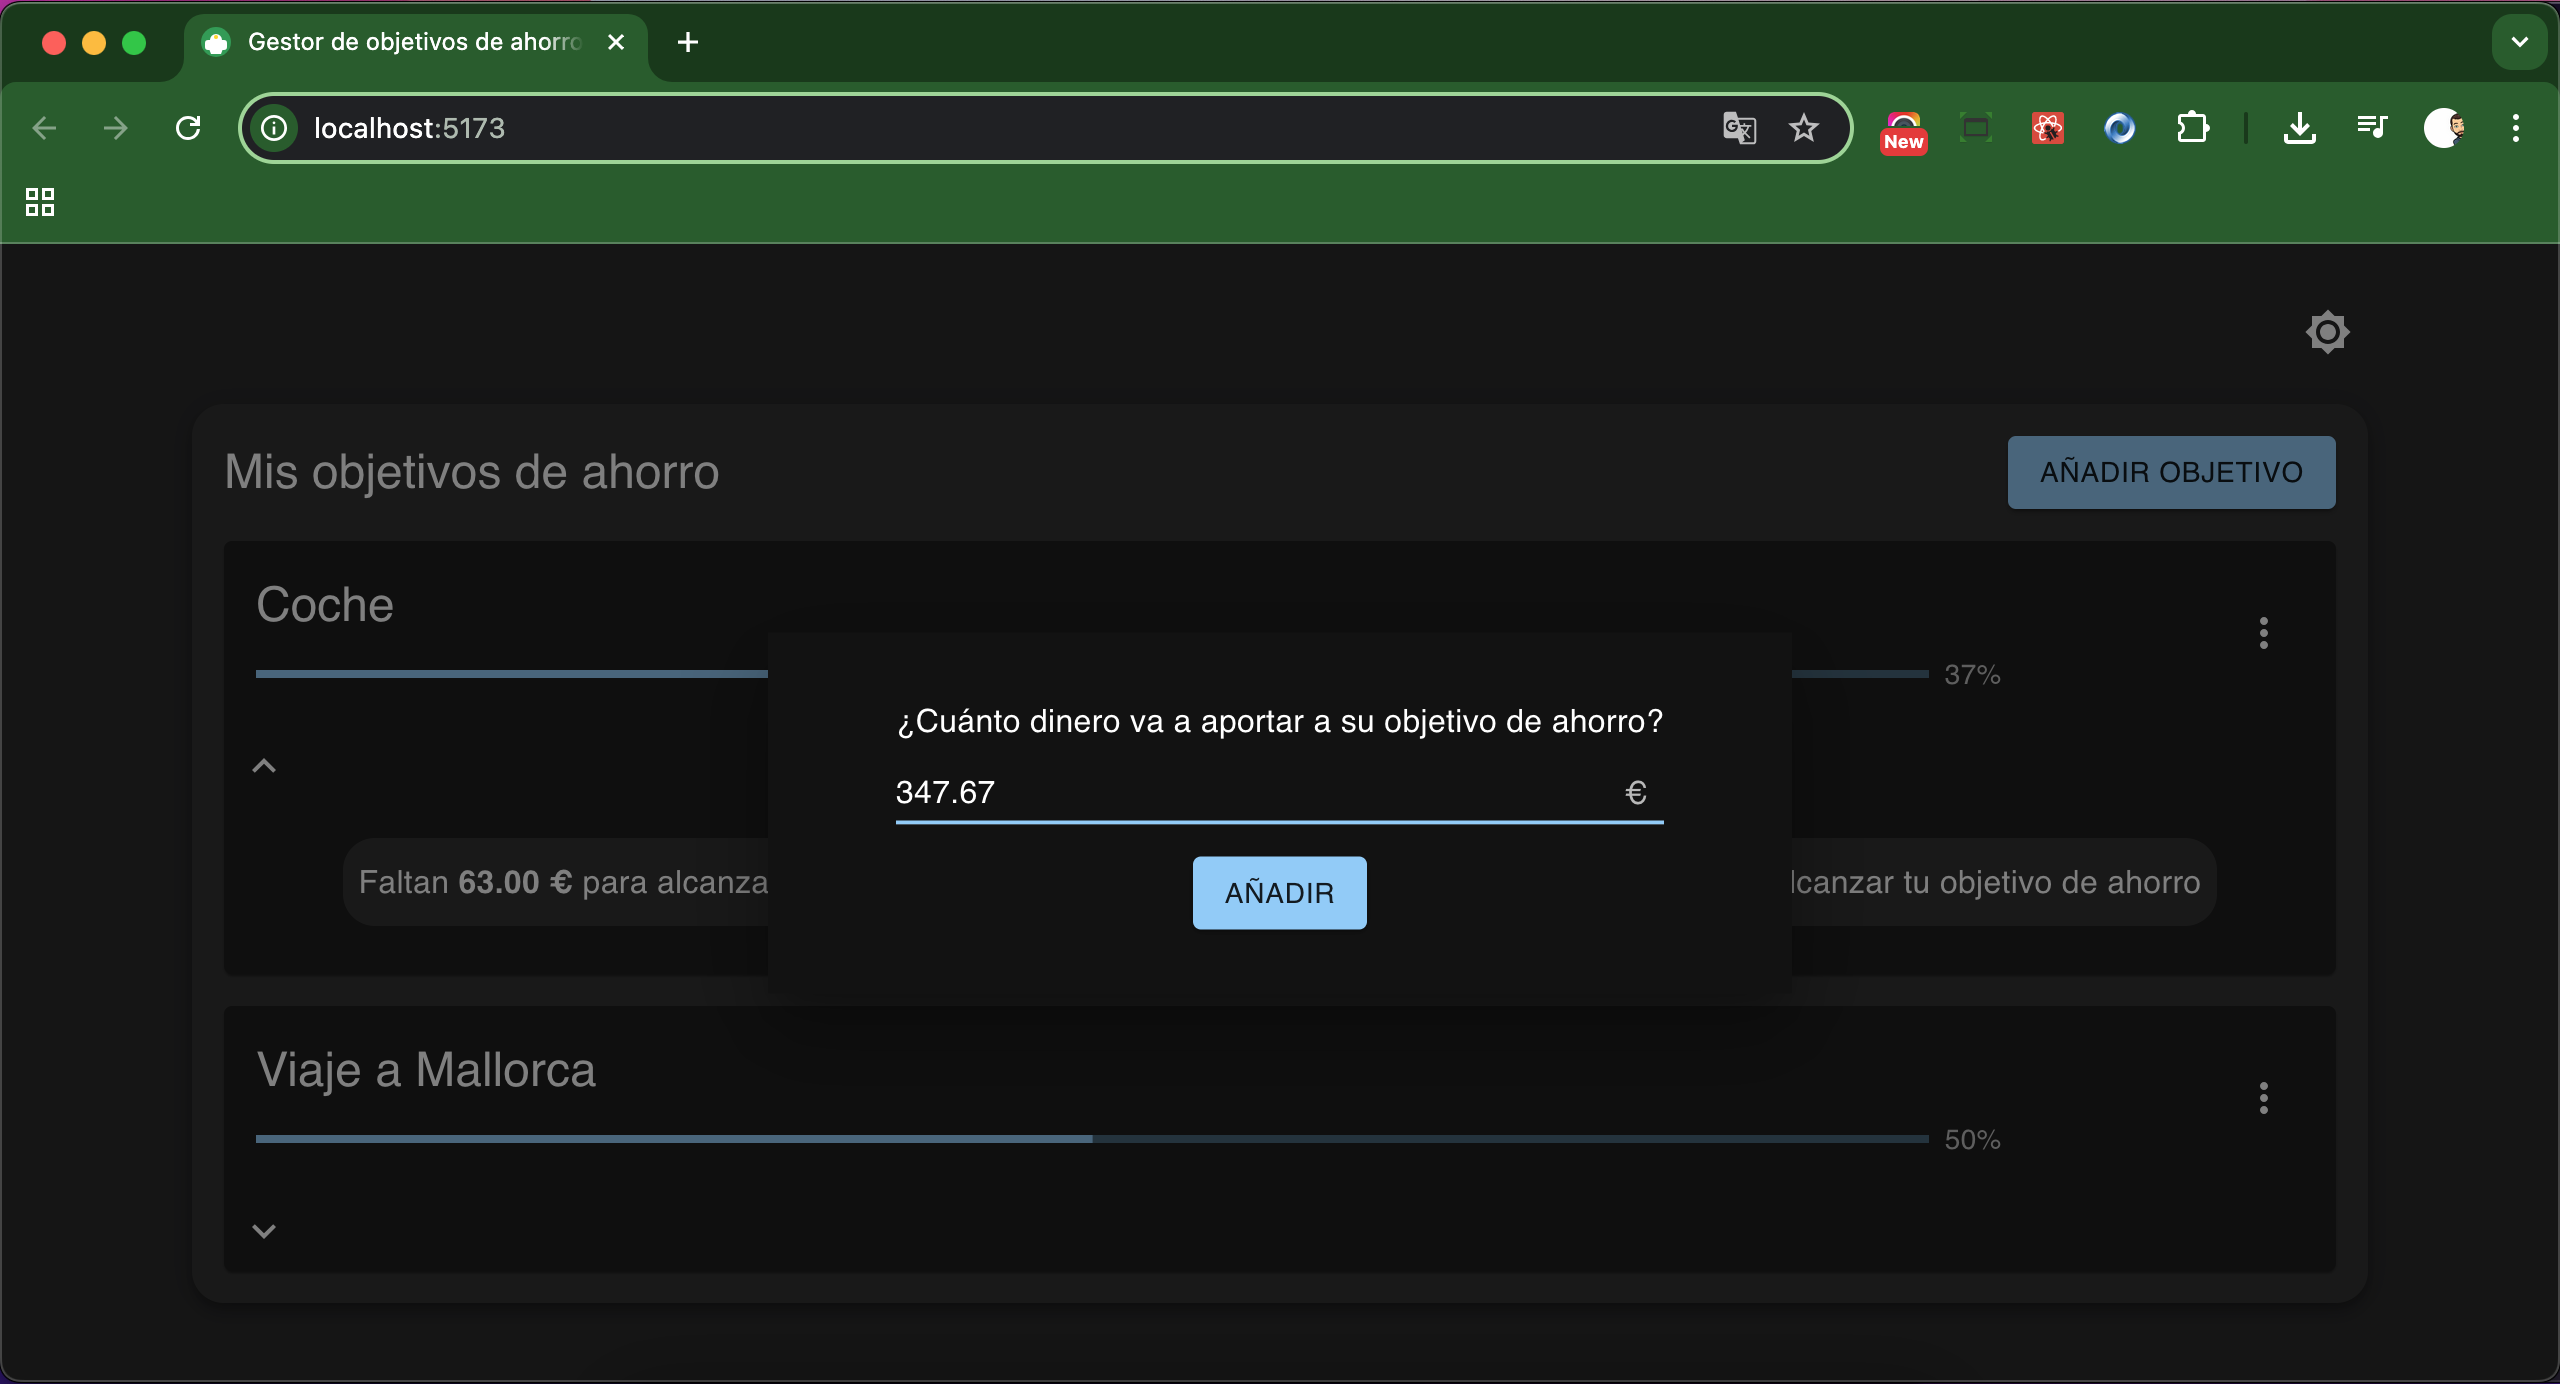 Gestor de objetivos de ahorro
localhost:5173
New
Mis objetivos de ahorro
AÑADIR OBJETIVO
Coche
37%
¿Cuánto dinero va a aportar a su objetivo de ahorro?
347.67 €
Faltan 63.00 € para alcanza
lcanzar tu objetivo de ahorro
AÑADIR
Viaje a Mallorca
50%